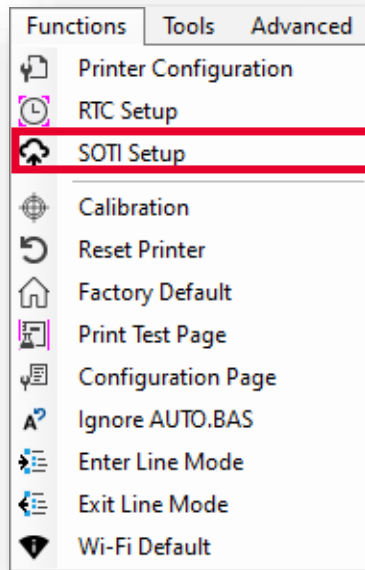 Functions Tools Advanced
Printer Configuration
RTC Setup
SOTI Setup
Calibration
Reset Printer
Factory Default
Print Test Page
Configuration Page
Ignore AUTO.BAS
Enter Line Mode
Exit Line Mode
Wi-Fi Default